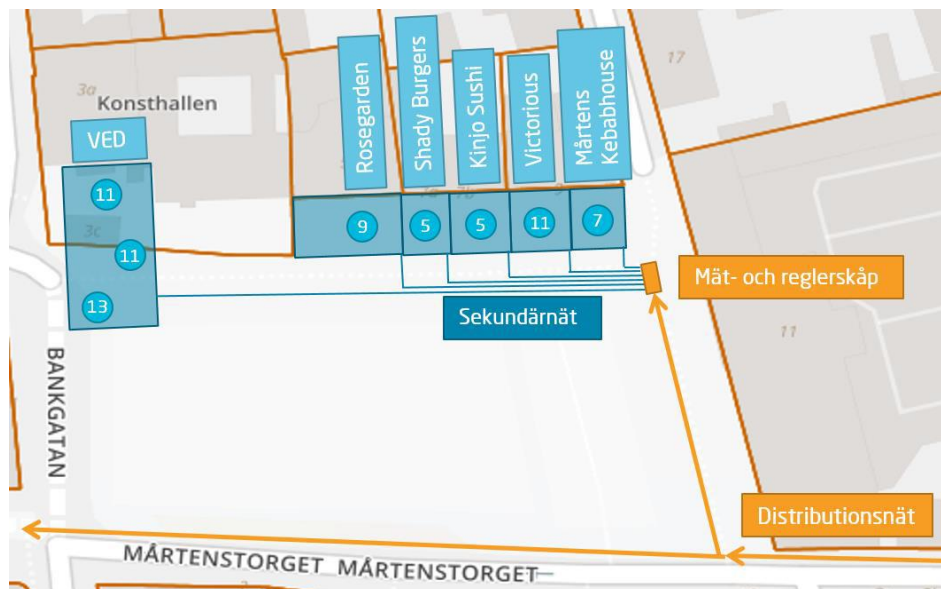 17
3a
Konsthallen
VED
Rosegarden
Shady Burgers
Kinjo Sushi
Victorious
Mårtens
Kebabhouse
11
3c
11
13
9
5
5
11
7
Mät- och reglerskåp
Sekundärnät
11
BANKGATAN
Distributionsnät
MÅRTENSTORGET MÅRTENSTORGET